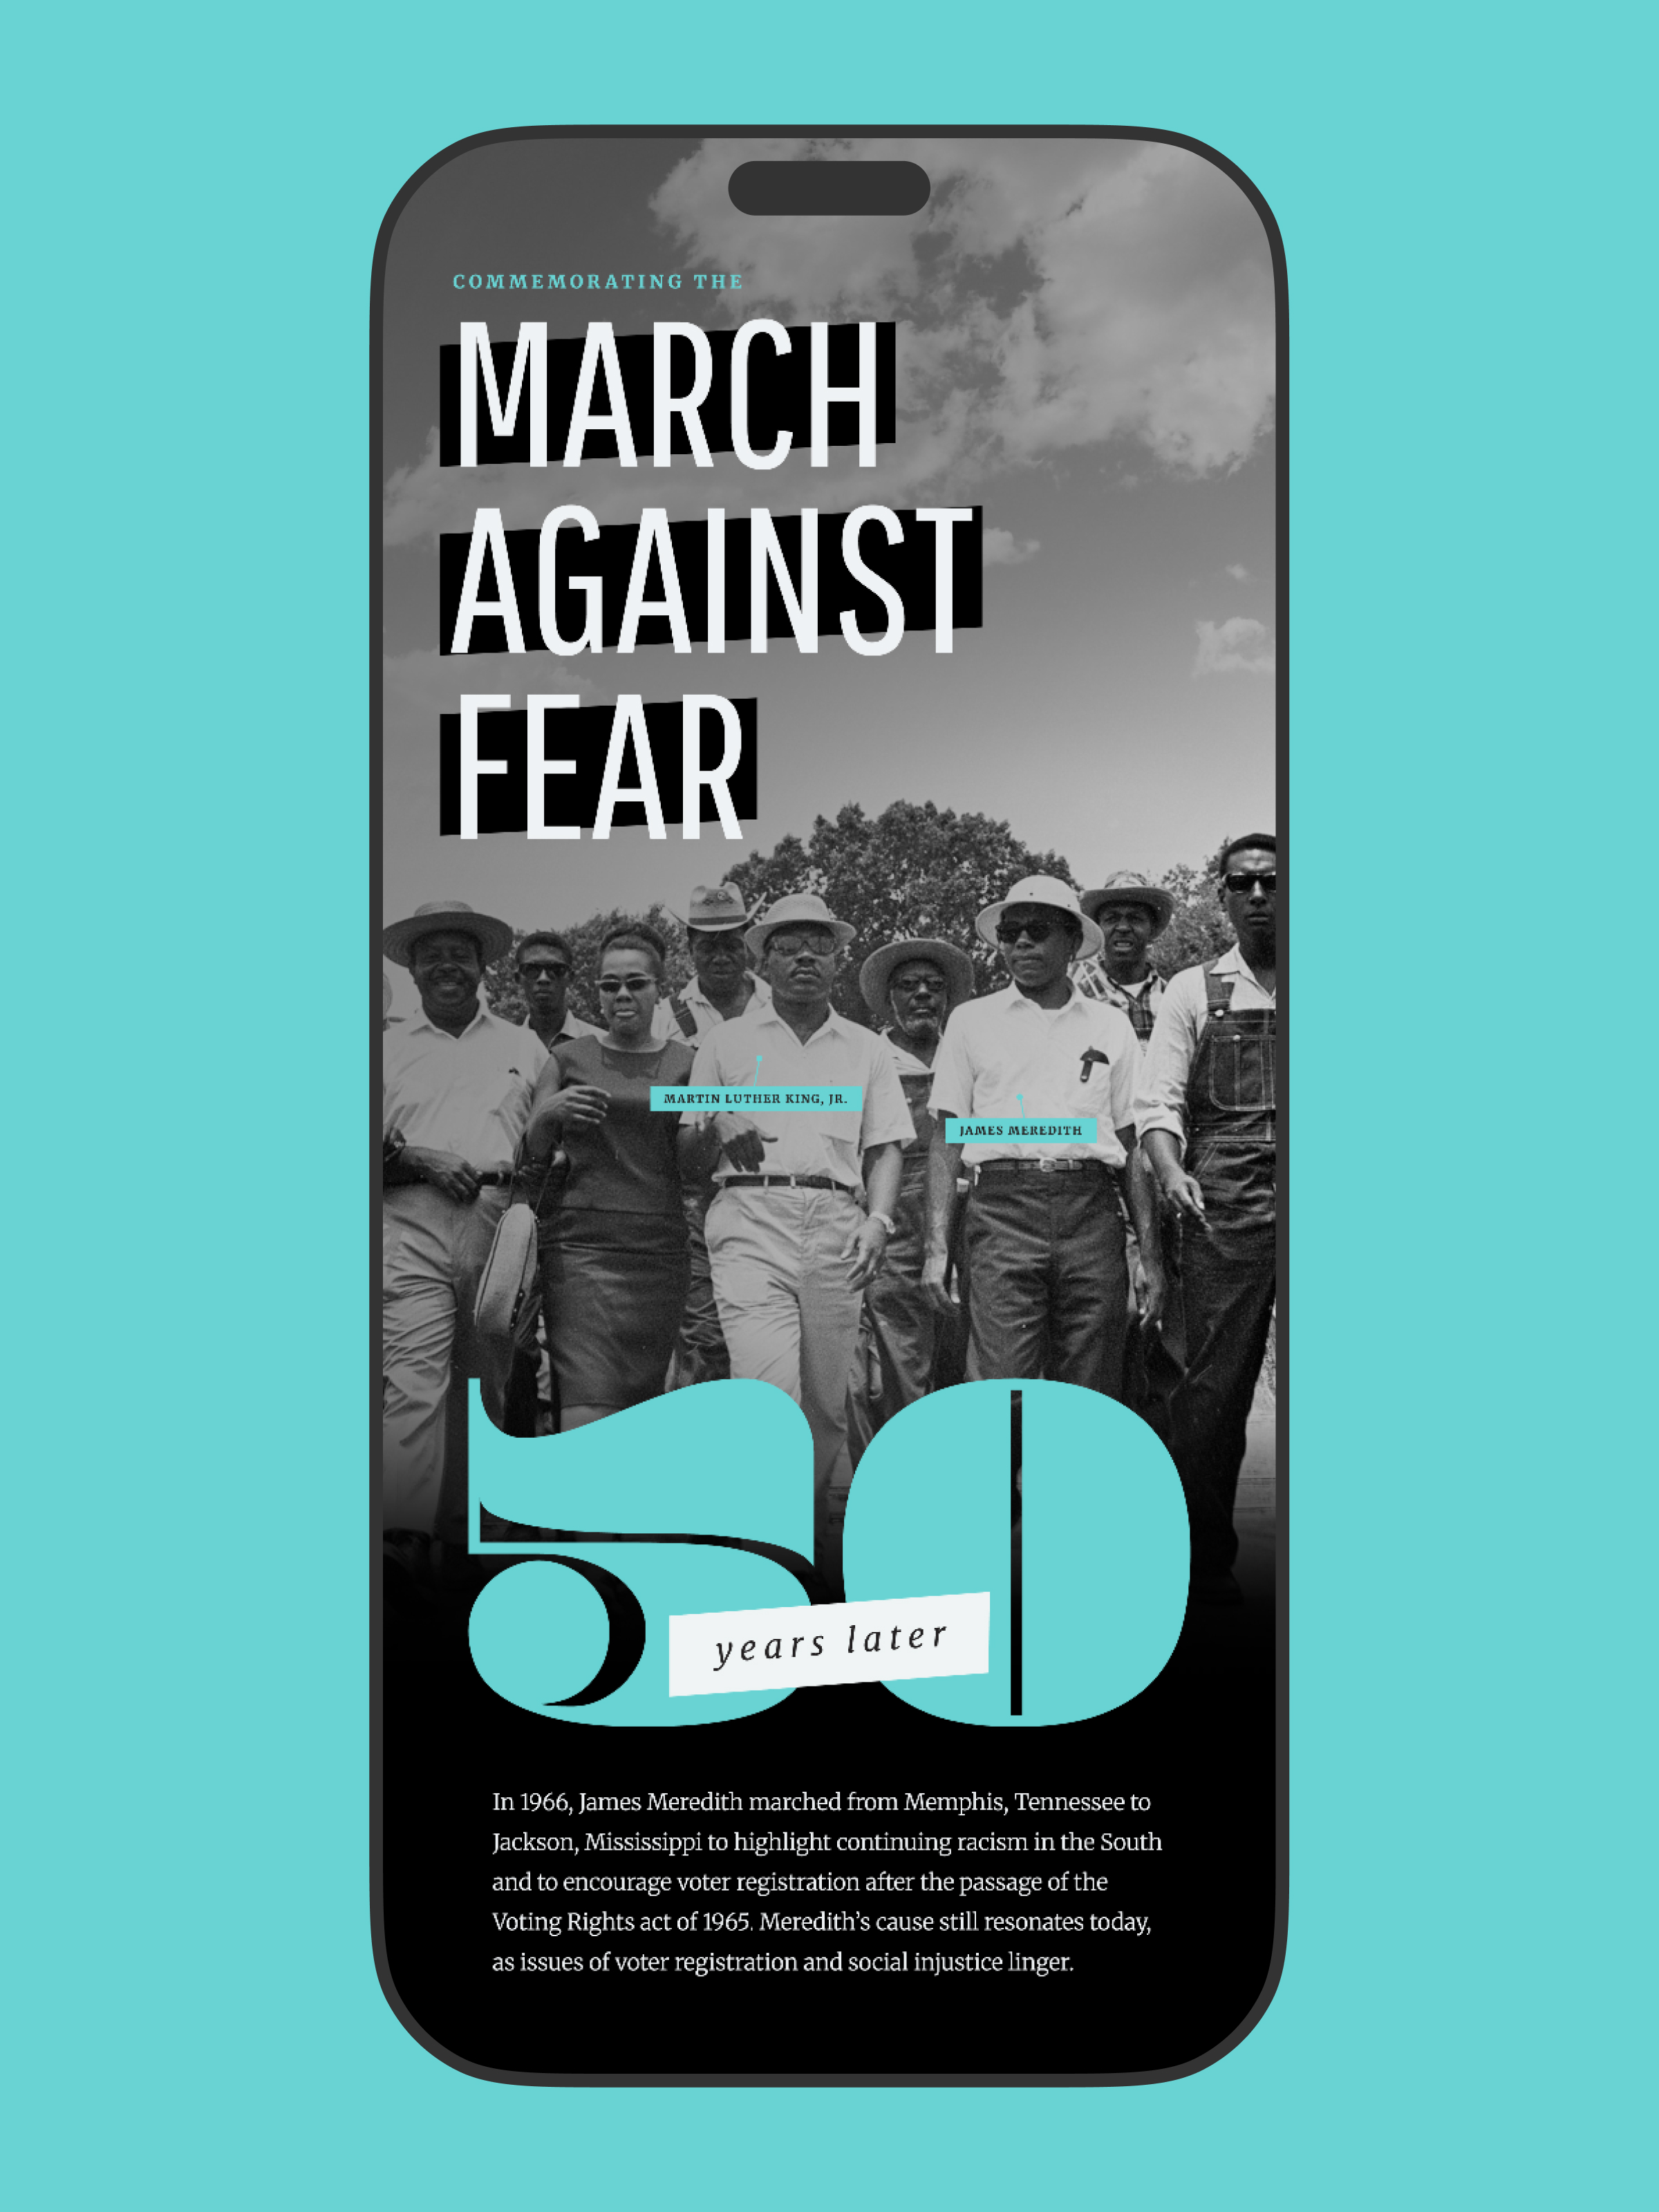 COMMEMORATING THE
MARCH
AGAINST
FEAR
MARTIN LUTHER KING, JR.
JAMES MEREDITH
50
years later
In 1966, James Meredith marched from Memphis, Tennessee to
Jackson, Mississippi to highlight continuing racism in the South
and to encourage voter registration after the passage of the
Voting Rights act of 1965. Meredith’s cause still resonates today,
as issues of voter registration and social injustice linger.